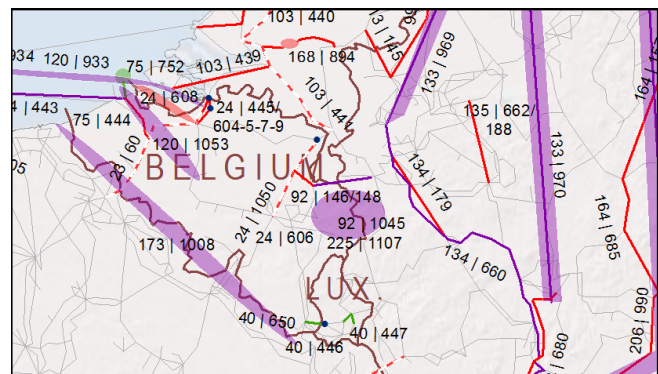 103 | 440
13 | 145
934
120 | 933
75 | 752
103 | 439
168 | 894
133 | 969
164 |
4 | 443
75 | 444
24 | 608
24 | 445/
604-5-7-9
103 | 441
135 | 662/
188
23 | 60
120 | 1053
BELGIUM
134 | 179
133 | 970
92 | 146/148
24 | 1050
92 | 1045
164 | 685
173 | 1008
24 | 606
225 | 1107
134 | 660
LUX.
206 | 990
40 | 650
40 | 447
40 | 446
| 680